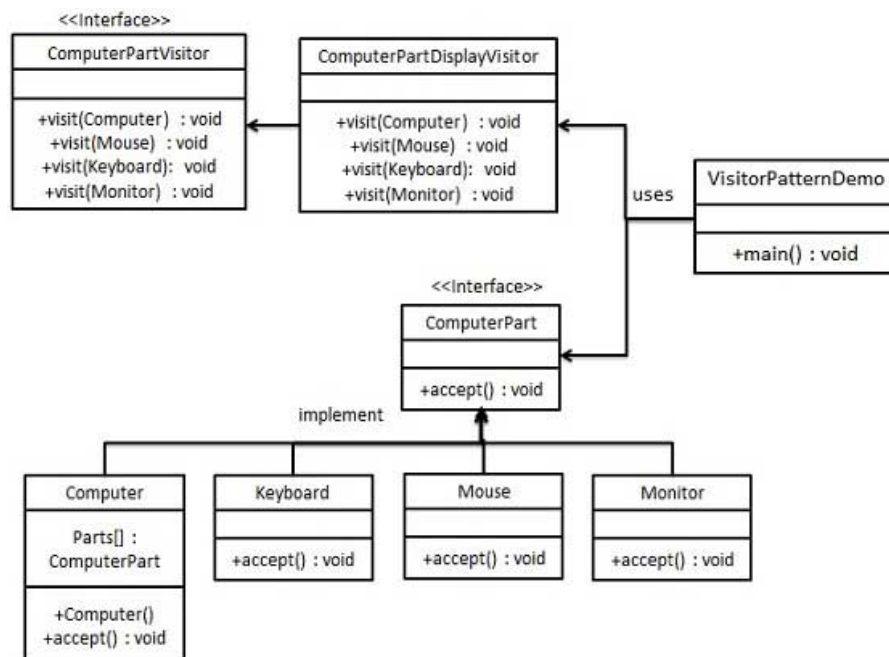 <<Interface>>
ComputerPartVisitor
+visit(Computer) : void
+visit(Mouse) : void
+visit(Keyboard): void
+visit(Monitor) : void
ComputerPartDisplayVisitor
+visit(Computer) : void
+visit(Mouse) : void
+visit(Keyboard): void
+visit(Monitor) : void
uses
VisitorPatternDemo
+main() : void
<<Interface>>
ComputerPart
+accept() : void
implement
Computer
Parts[] :
ComputerPart
+Computer()
+accept() : void
Keyboard
+accept() : void
Mouse
+accept() : void
Monitor
+accept() : void